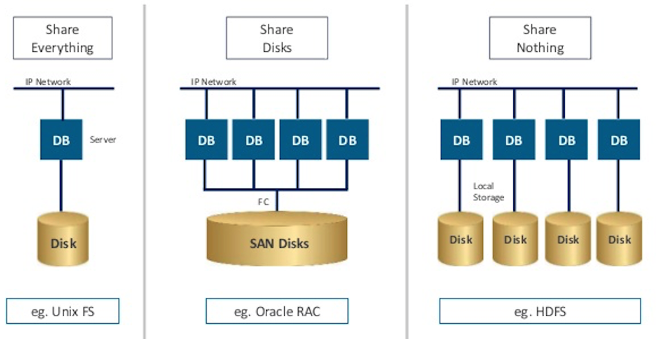 Share
Everything
IP Network
DB
Server
Disk
eg. Unix FS
Share
Disks
IP Network
DB
DB
DB
DB
FC
SAN Disks
eg. Oracle RAC
Share
Nothing
IP Network
DB
DB
DB
DB
Local
Storage
Disk
Disk
Disk
Disk
eg. HDFS